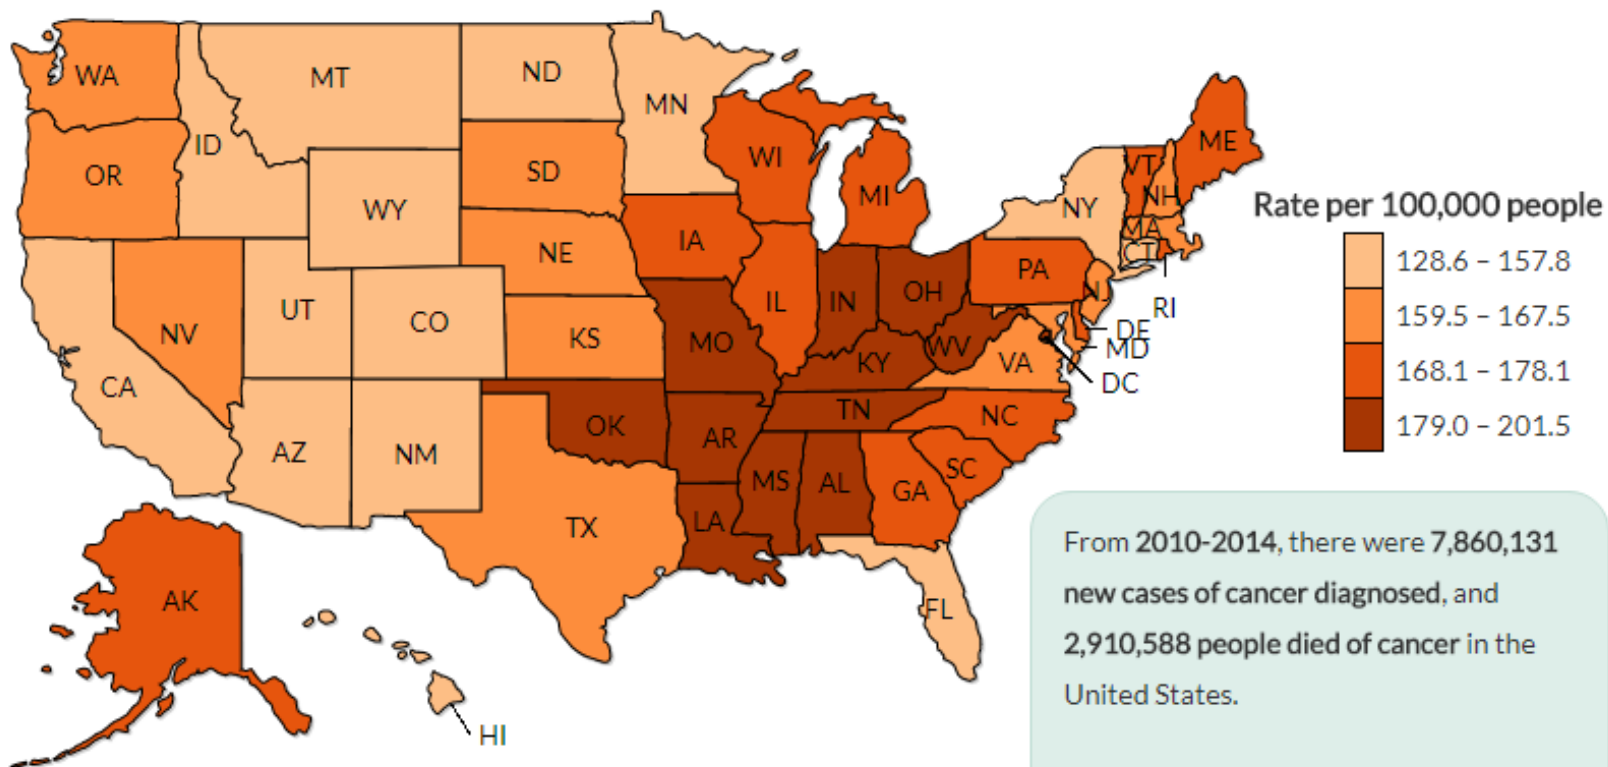 WA
MT
ND
MN
ID
OR
SD
WI
MI
ME
VT
NH
NY
MA
CT
RI
WY
IA
NE
PA
NJ
NV
UT
CO
KS
IL
IN
OH
MO
KY
WV
VA
DE
MD
DC
CA
AZ
NM
OK
AR
TN
NC
SC
MS
AL
GA
LA
TX
FL
AK
HI
Rate per 100,000 people
128.6 – 157.8
159.5 – 167.5
168.1 – 178.1
179.0 – 201.5
From 2010-2014, there were 7,860,131
new cases of cancer diagnosed, and
2,910,588 people died of cancer in the
United States.